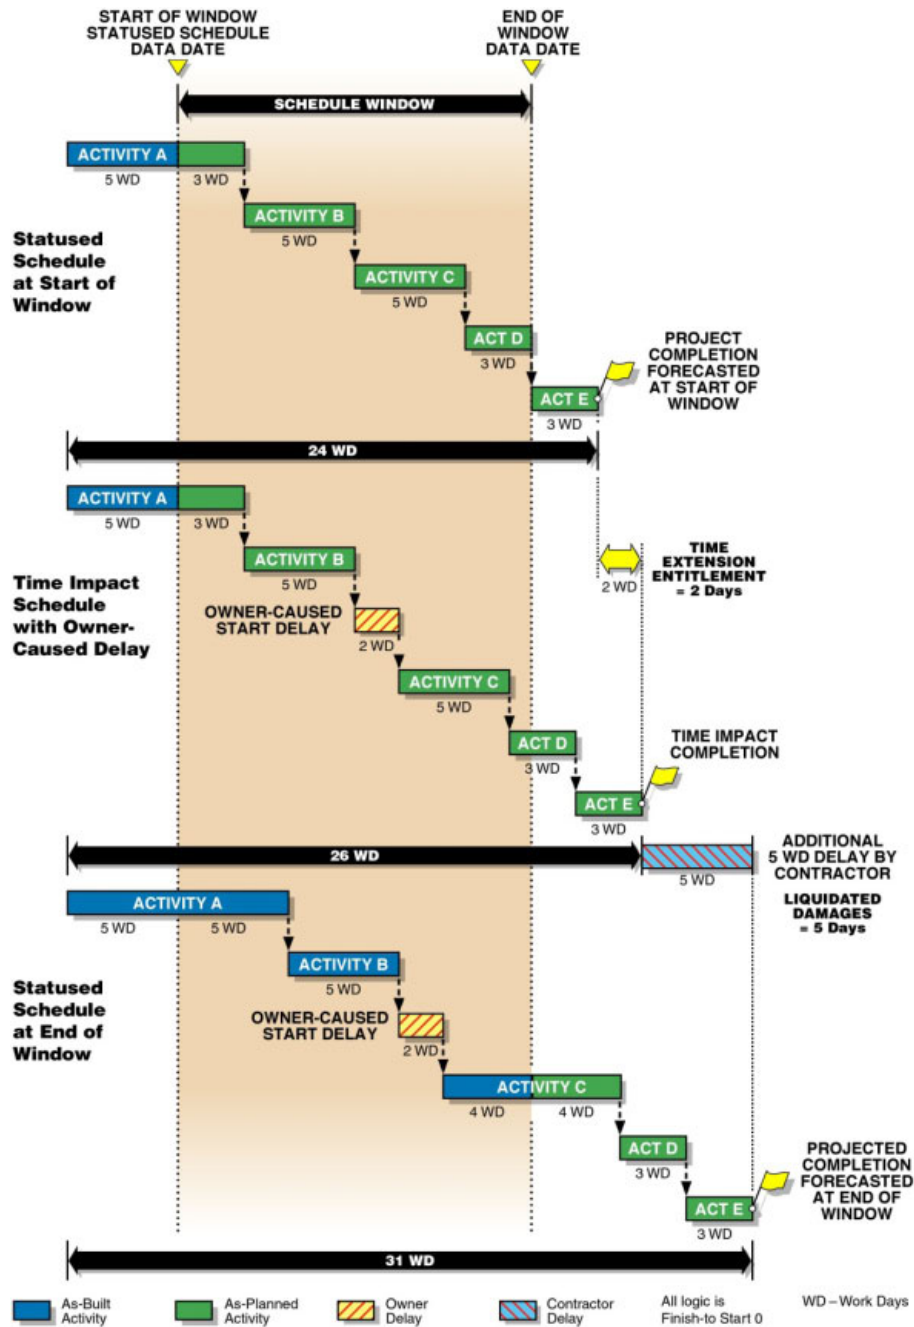 START OF WINDOW
STATUSED SCHEDULE
DATA DATE
END OF
WINDOW
DATA DATE
SCHEDULE WINDOW
ACTIVITY A
5 WD
3 WD
ACTIVITY B
5 WD
Statused
Schedule
at Start of
Window
ACTIVITY C
5 WD
ACT D
3 WD
PROJECT
COMPLETION
FORECASTED
AT START OF
WINDOW
ACT E
3 WD
24 WD
ACTIVITY A
5 WD
3 WD
ACTIVITY B
5 WD
TIME
EXTENSION
ENTITLEMENT
= 2 Days
2 WD
Time Impact
Schedule
with Owner-
Caused Delay
OWNER-CAUSED
START DELAY
2 WD
ACTIVITY C
5 WD
ACT D
3 WD
TIME IMPACT
COMPLETION
ACT E
3 WD
26 WD
5 WD
ADDITIONAL
5 WD DELAY BY
CONTRACTOR
LIQUIDATED
DAMAGES
= 5 Days
ACTIVITY A
5 WD
5 WD
ACTIVITY B
5 WD
Statused
Schedule
at End of
Window
OWNER-CAUSED
START DELAY
2 WD
ACTIVITY C
4 WD
4 WD
ACT D
3 WD
PROJECTED
COMPLETION
FORECASTED
AT END OF
WINDOW
ACT E
3 WD
31 WD
As-Built
Activity
As-Planned
Activity
Owner
Delay
Contractor
Delay
All logic is
Finish-to Start 0
WD – Work Days